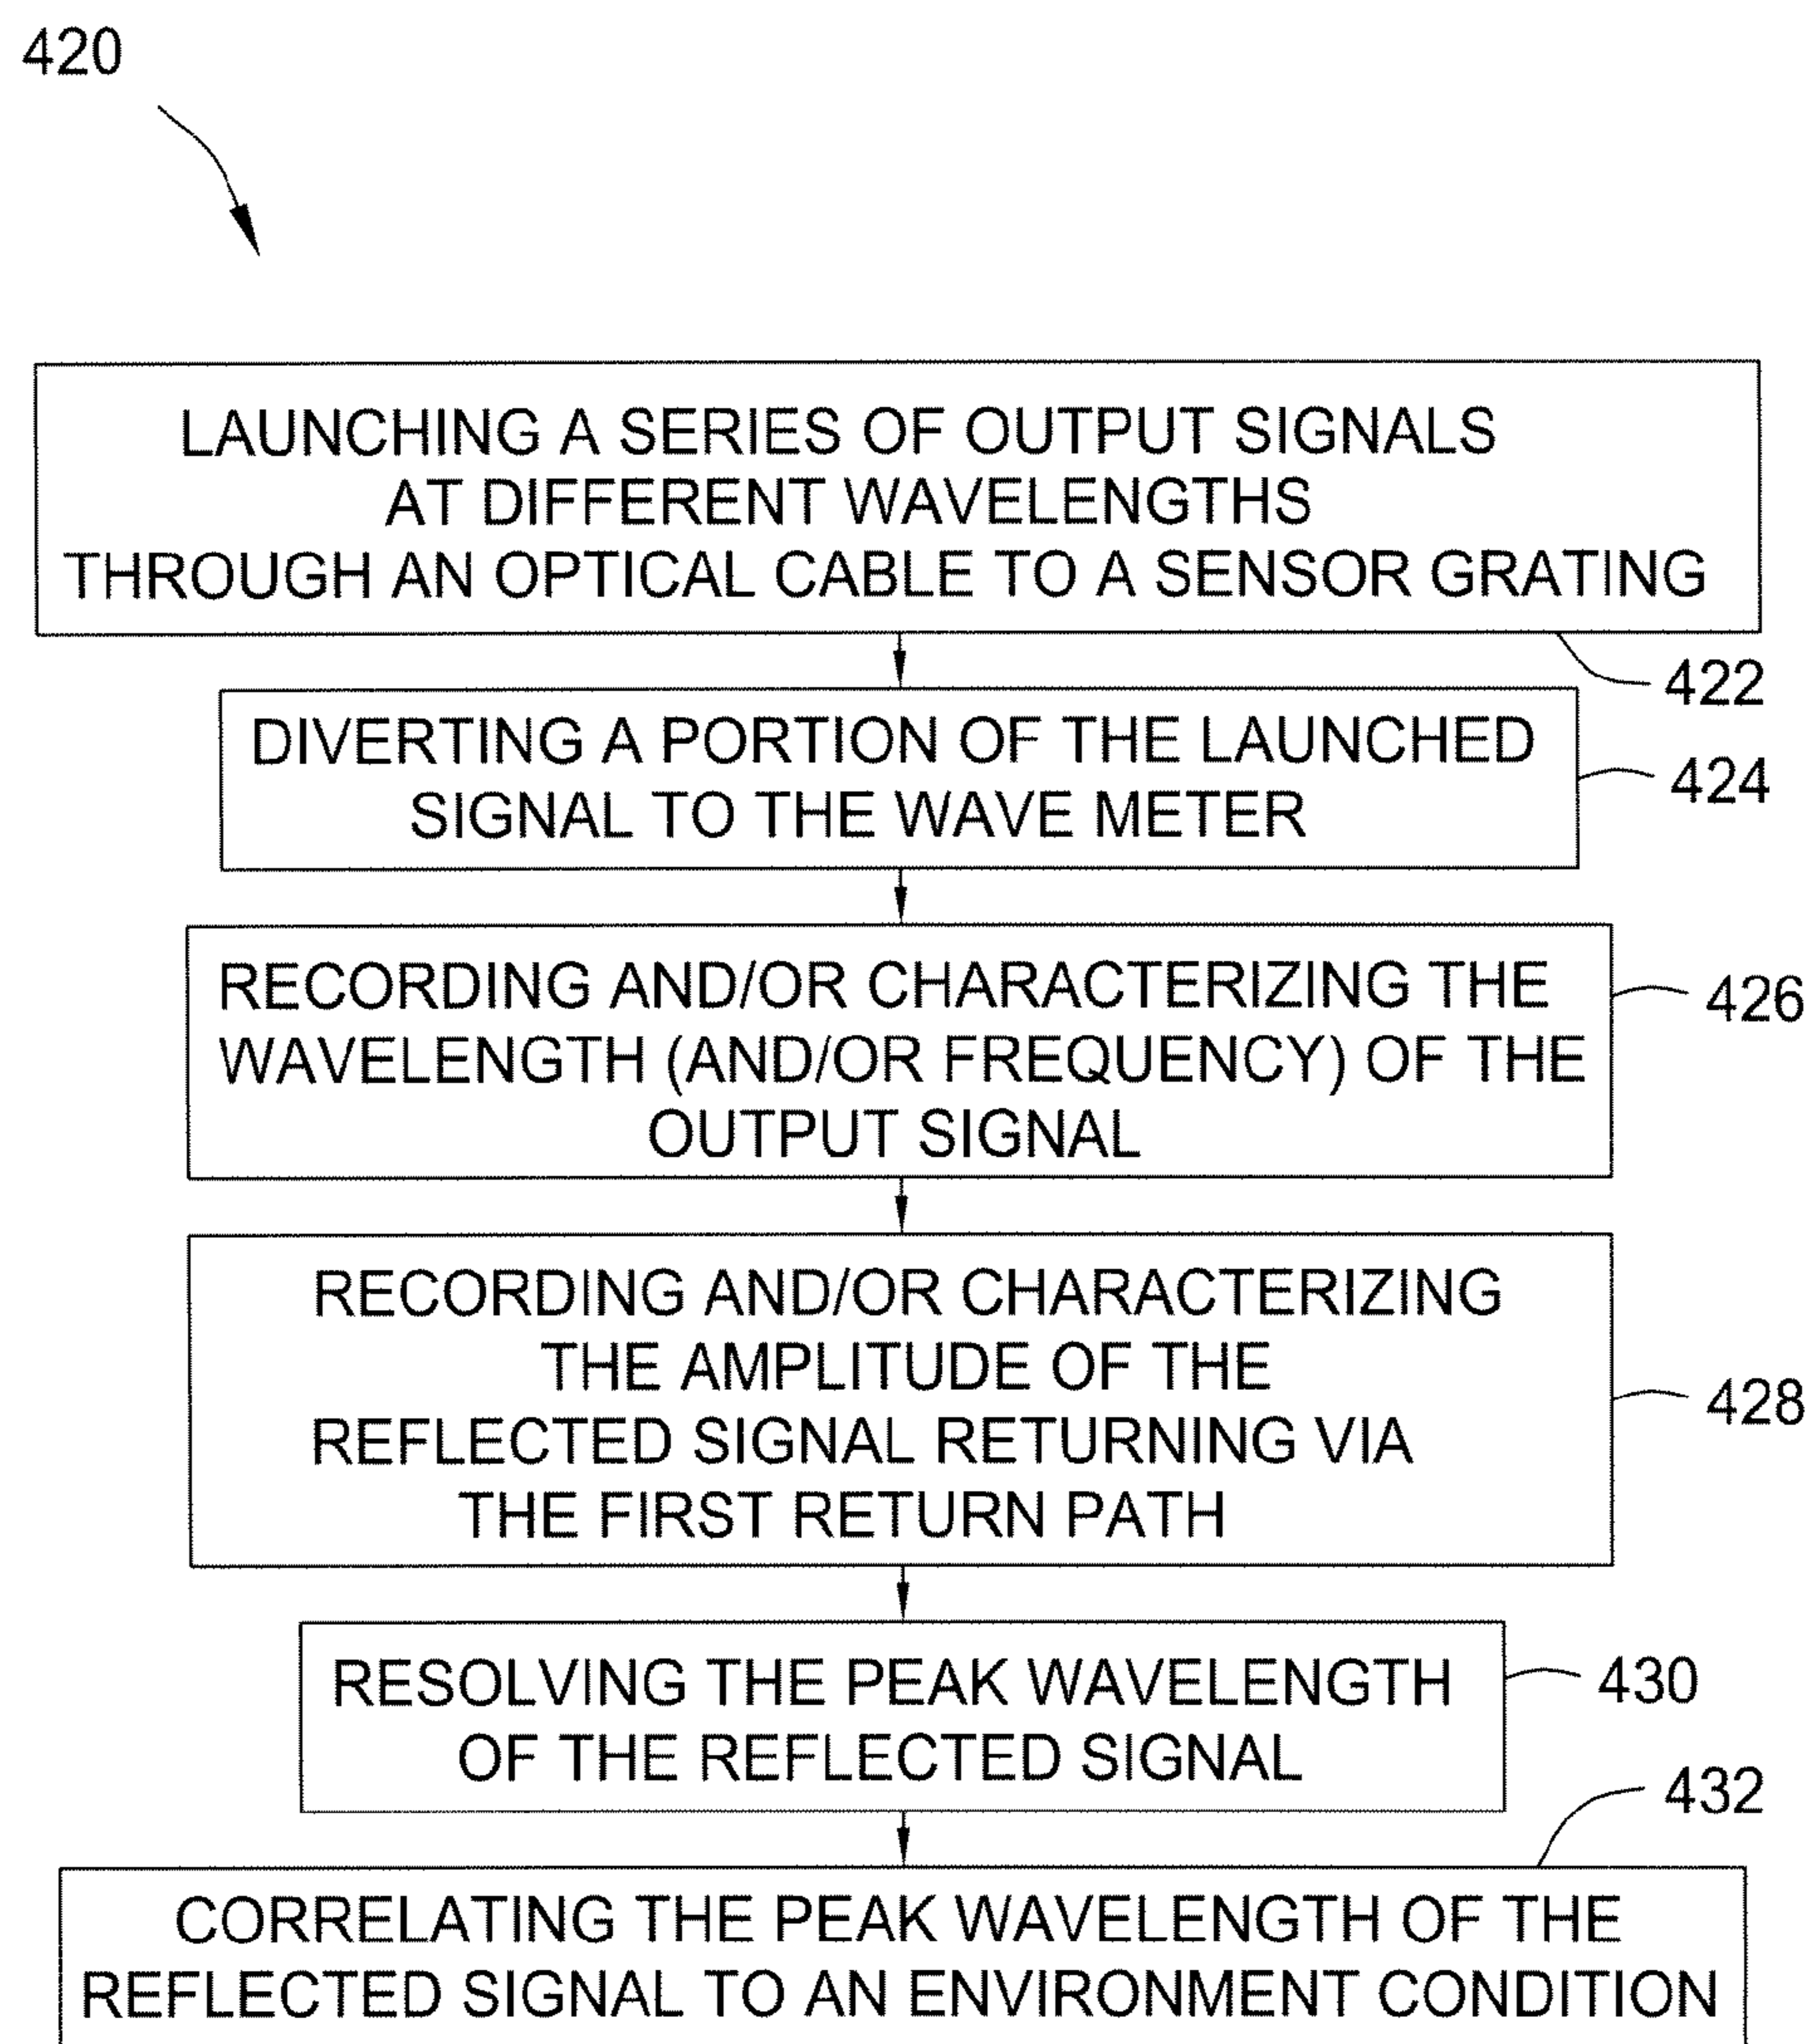 420
LAUNCHING A SERIES OF OUTPUT SIGNALS
AT DIFFERENT WAVELENGTHS
THROUGH AN OPTICAL CABLE TO A SENSOR GRATING
422
DIVERTING A PORTION OF THE LAUNCHED
SIGNAL TO THE WAVE METER
424
RECORDING AND/OR CHARACTERIZING THE
WAVELENGTH (AND/OR FREQUENCY) OF THE
OUTPUT SIGNAL
426
RECORDING AND/OR CHARACTERIZING
THE AMPLITUDE OF THE
REFLECTED SIGNAL RETURNING VIA
THE FIRST RETURN PATH
428
RESOLVING THE PEAK WAVELENGTH
OF THE REFLECTED SIGNAL
430
432
CORRELATING THE PEAK WAVELENGTH OF THE
REFLECTED SIGNAL TO AN ENVIRONMENT CONDITION